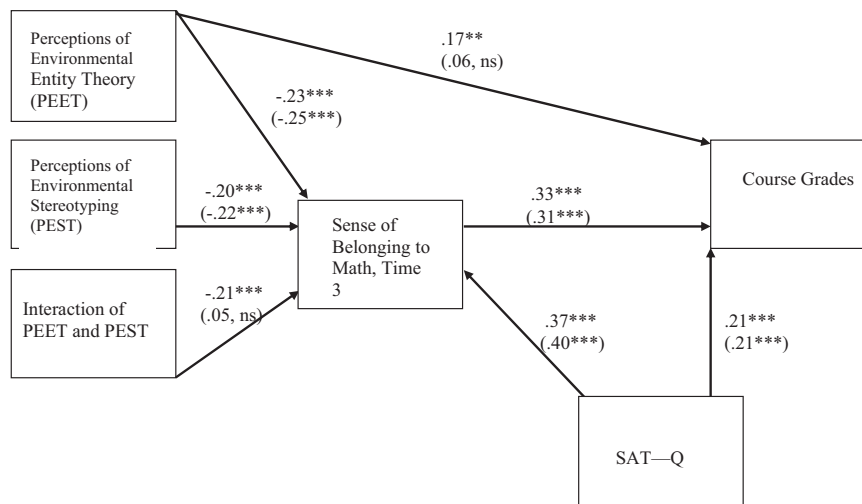 Perceptions of
Environmental
Entity Theory
(PEET)
.17**
(.06, ns)
-.23***
(-.25***)
Perceptions of
Environmental
Stereotyping
(PEST)
-.20***
(-.22***)
Sense of
Belonging to
Math, Time
3
.33***
(.31***)
Course Grades
Interaction of
PEET and PEST
-.21***
(.05, ns)
.37***
(.40***)
.21***
(.21***)
SAT—Q